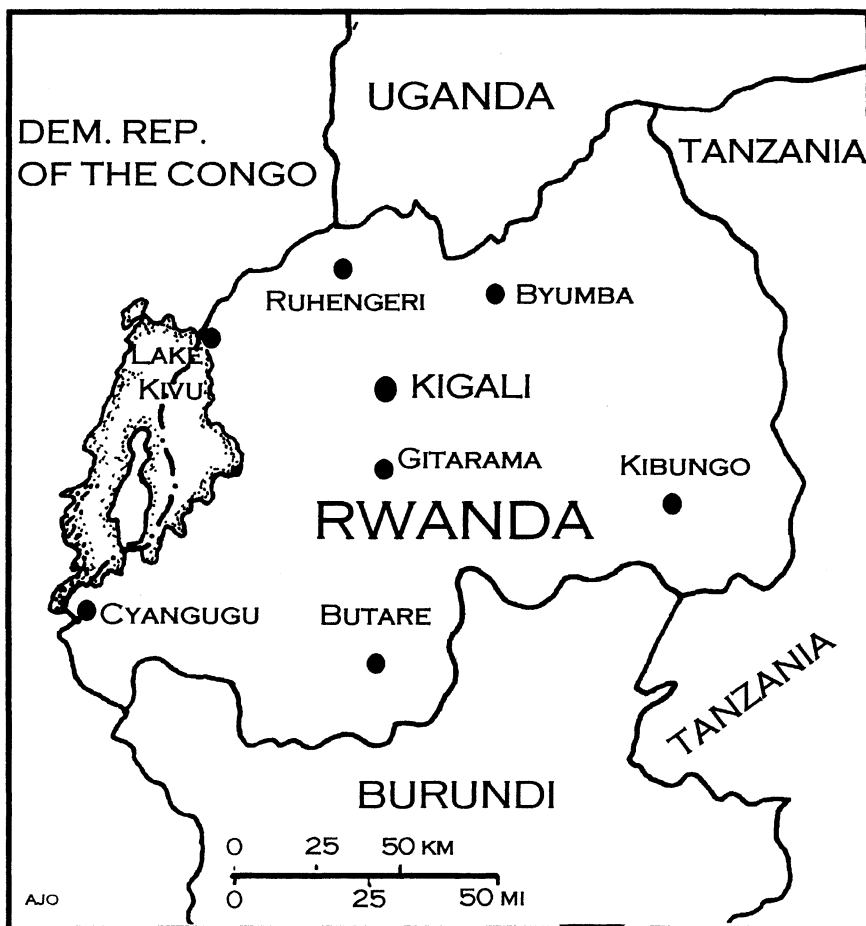 UGANDA
DEM. REP.
OF THE CONGO
TANZANIA
RUHENGERI
BYUMBA
LAKE
KIVU
KIGALI
GITARAMA
KIBUNGO
RWANDA
CYANGUGU
BUTARE
TANZANIA
BURUNDI
0 25 50 KM
0 25 50 MI
AJO